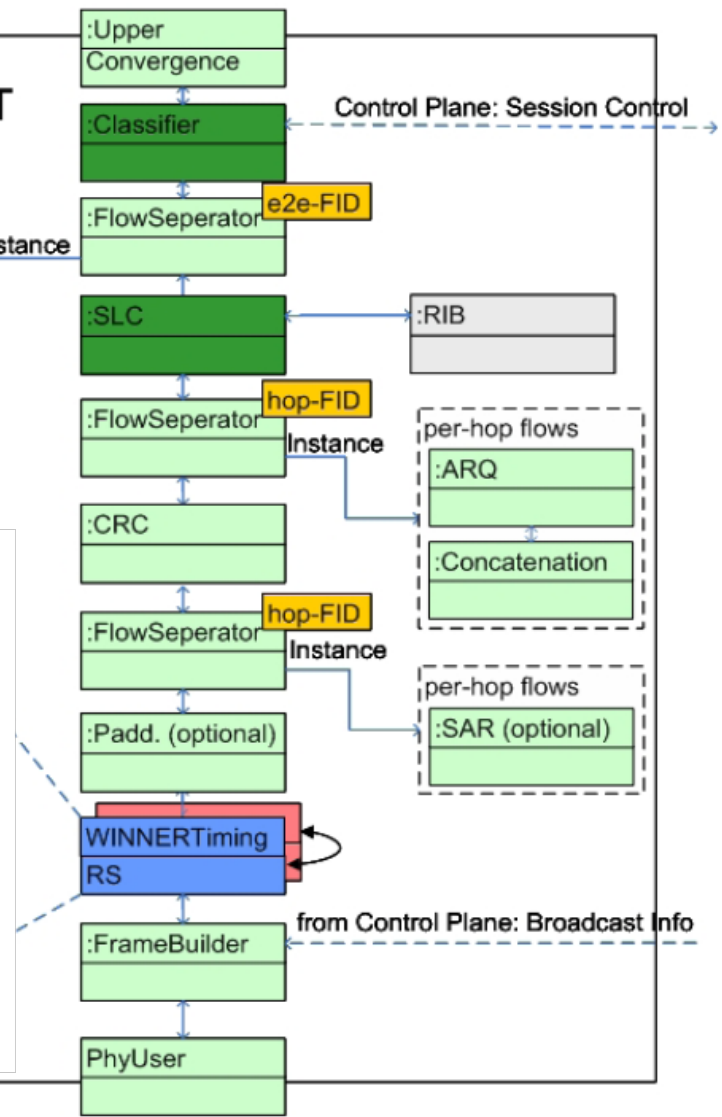 :Upper
Convergence
T
Control Plane: Session Control
:Classifier
e2e-FID
:FlowSeperator
stance
:SLC
:RIB
hop-FID
:FlowSeperator
Instance
per-hop flows
:ARQ
:CRC
:Concatenation
hop-FID
:FlowSeperator
Instance
per-hop flows
:Padd. (optional)
:SAR (optional)
WINNERTiming
RS
from Control Plane: Broadcast Info
:FrameBuilder
PhyUser